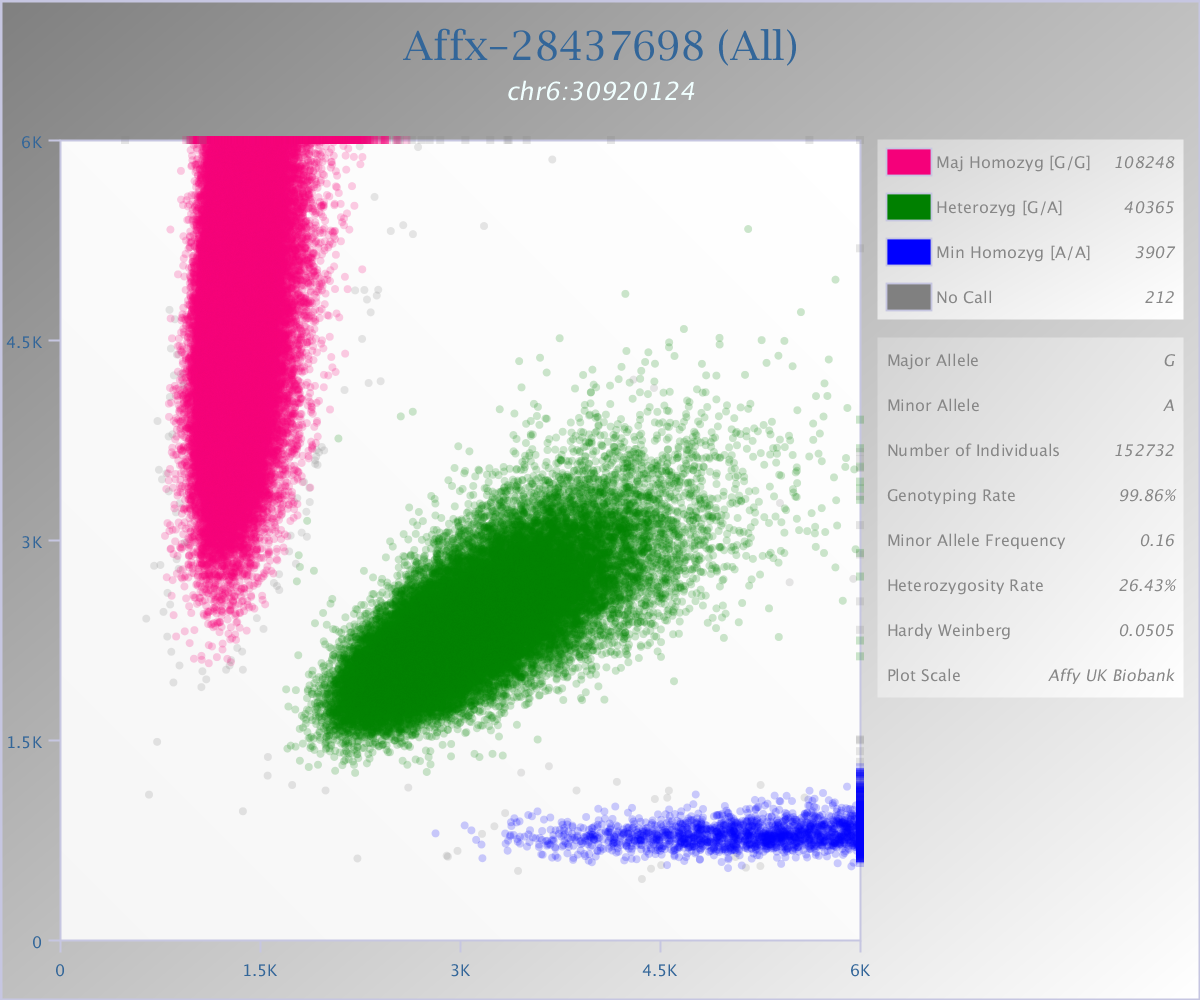 Affx-28437698 (All)
chr6:30920124
6K
4.5K
3K
1.5K
0
0
1.5K
3K
4.5K
6K
Maj Homozyg [G/G] 108248
Heterozyg [G/A] 40365
Min Homozyg [A/A] 3907
No Call 212
Major Allele G
Minor Allele A
Number of Individuals 152732
Genotyping Rate 99.86%
Minor Allele Frequency 0.16
Heterozygosity Rate 26.43%
Hardy Weinberg 0.0505
Plot Scale Affy UK Biobank